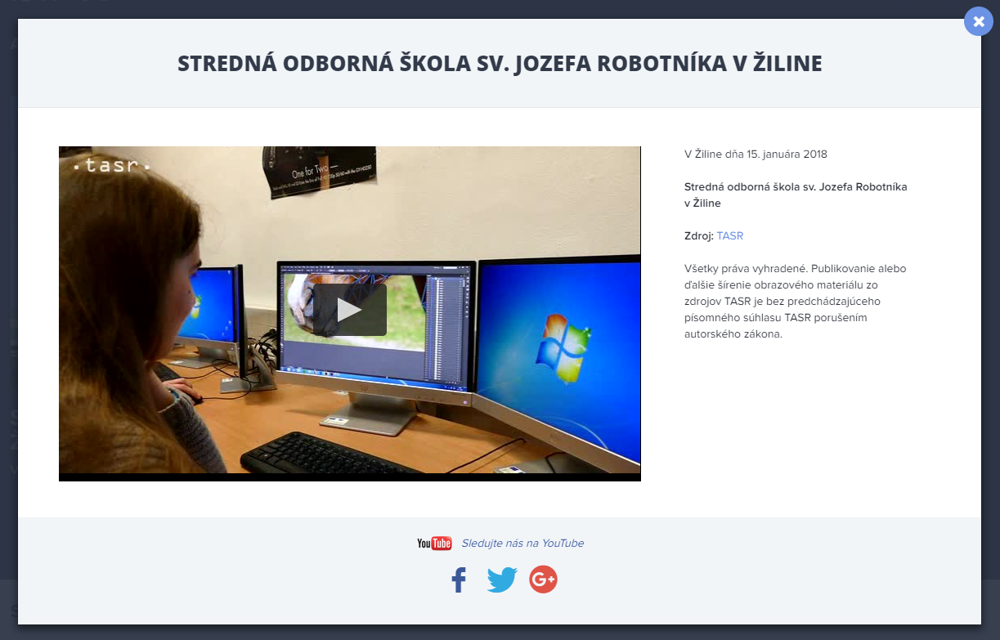 STREDNÁ ODBORNÁ ŠKOLA SV. JOZEFA ROBOTNÍKA V ŽILINE
.tasr.
One for Two —
V Žiline dňa 15. januára 2018
Stredná odborná škola sv. Jozefa Robotníka
v Žiline
Zdroj: TASR
Všetky práva vyhradené. Publikovanie alebo
ďalšie šírenie obrazového materiálu zo
zdrojov TASR je bez predchádzajúceho
písomného súhlasu TASR porušením
autorského zákona.
YouTube Sledujte nás na YouTube
f G+